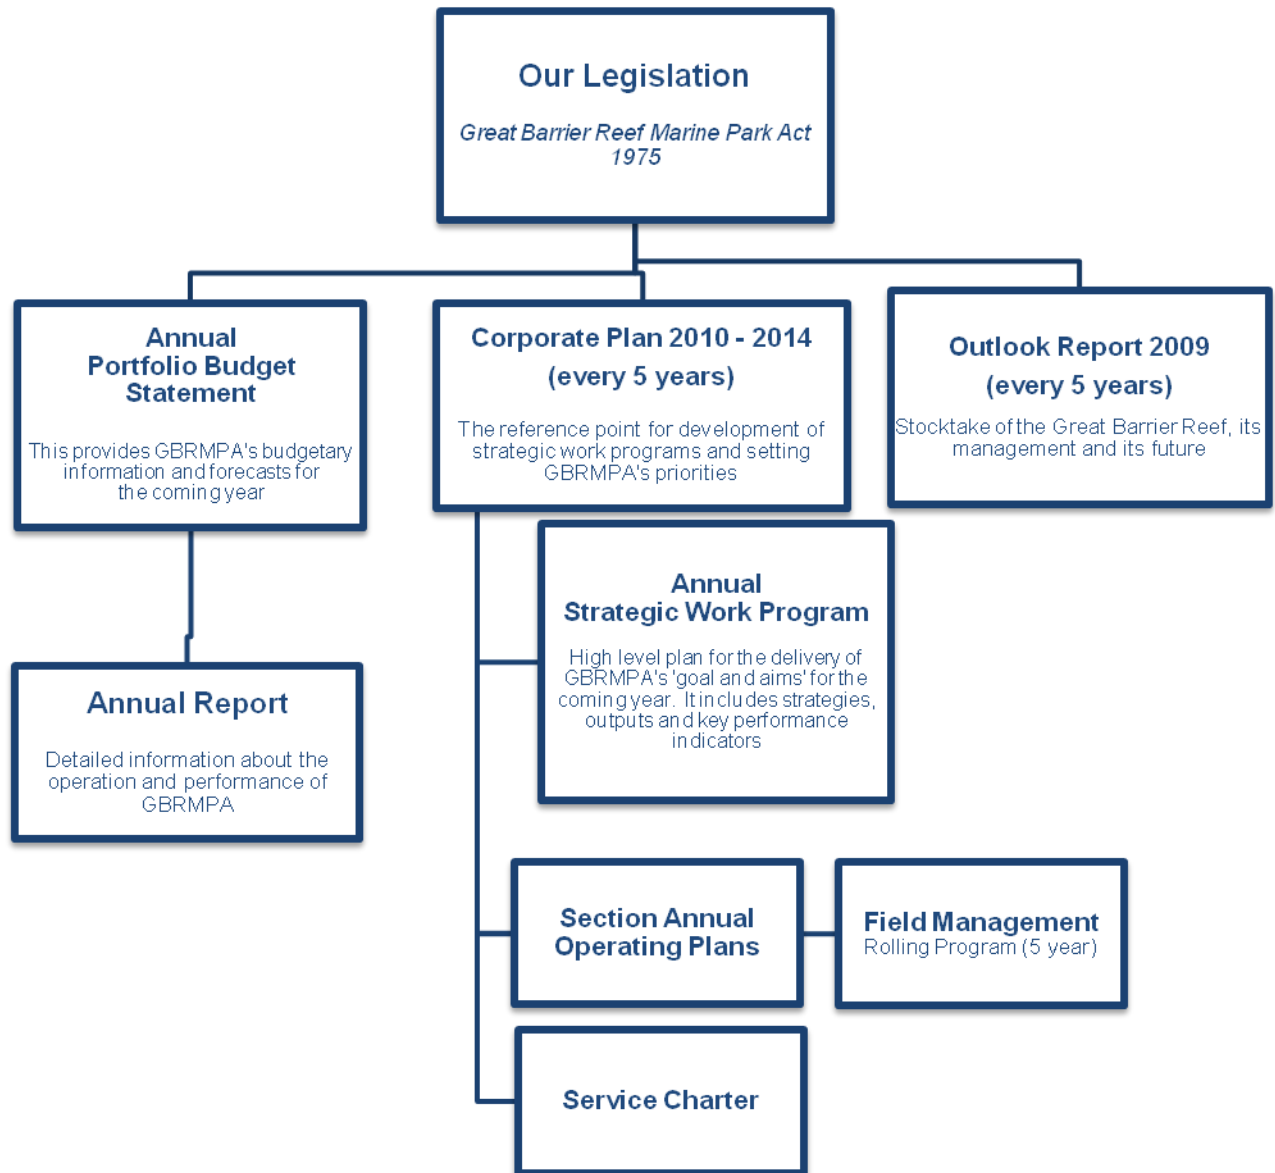 Our Legislation
Great Barrier Reef Marine Park Act
1975
Annual
Portfolio Budget
Statement
This provides GBRMPA's budgetary
information and forecasts for
the coming year
Corporate Plan 2010 - 2014
(every 5 years)
The reference point for development of
strategic work programs and setting
GBRMPA's priorities
Outlook Report 2009
(every 5 years)
Stocktake of the Great Barrier Reef, its
management and its future
Annual
Strategic Work Program
High level plan for the delivery of
GBRMPA's 'goal and aims' for the
coming year. It includes strategies,
outputs and key performance
indicators
Annual Report
Detailed information about the
operation and performance of
GBRMPA
Section Annual
Operating Plans
Field Management
Rolling Program (5 year)
Service Charter